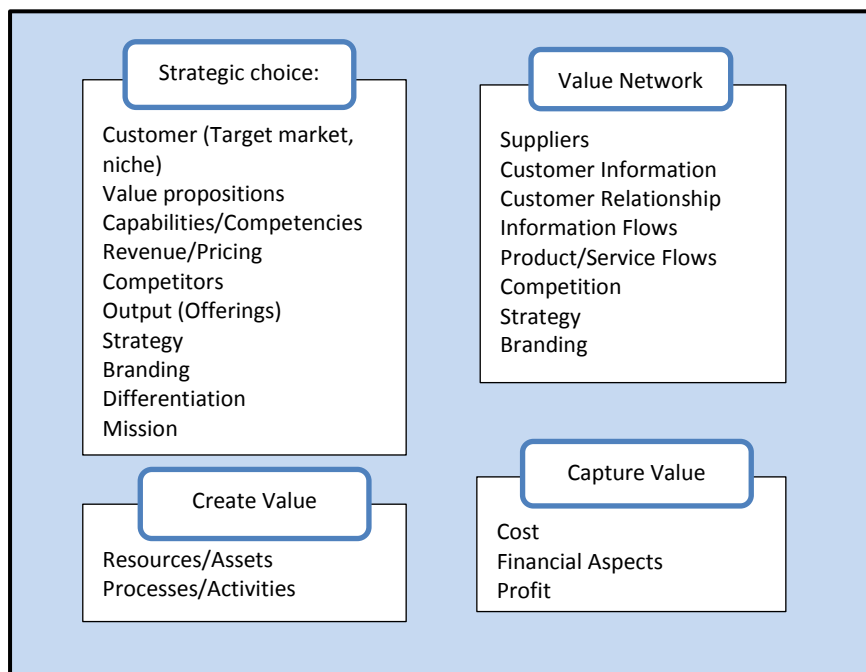 Strategic choice:
Customer (Target market,
niche)
Value propositions
Capabilities/Competencies
Revenue/Pricing
Competitors
Output (Offerings)
Strategy
Branding
Differentiation
Mission
Value Network
Suppliers
Customer Information
Customer Relationship
Information Flows
Product/Service Flows
Competition
Strategy
Branding
Create Value
Resources/Assets
Processes/Activities
Capture Value
Cost
Financial Aspects
Profit